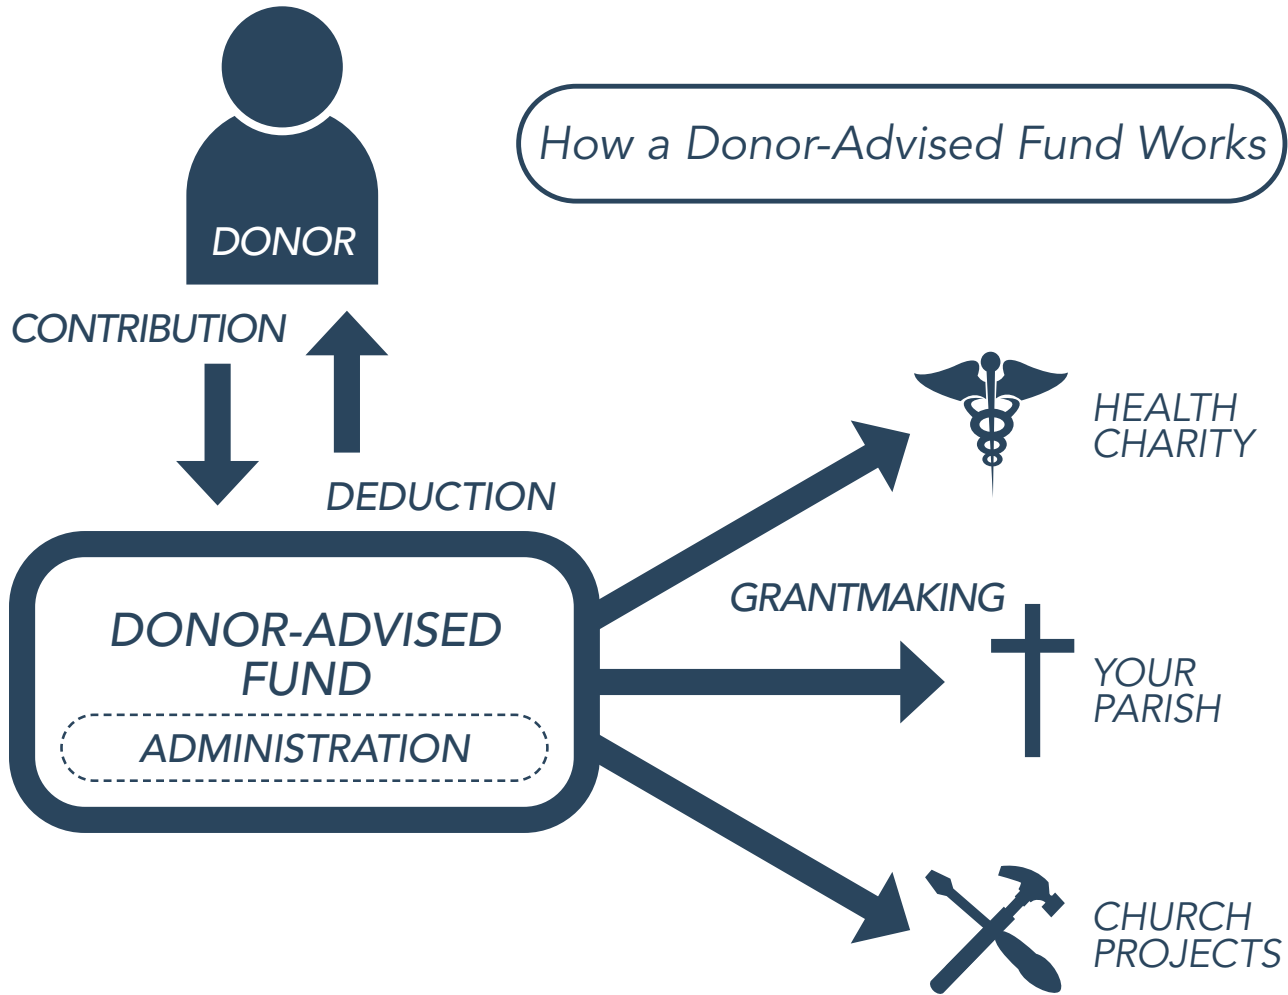 How a Donor-Advised Fund Works
DONOR
CONTRIBUTION
DEDUCTION
DONOR-ADVISED
FUND
ADMINISTRATION
GRANTMAKING
HEALTH
CHARITY
YOUR
PARISH
CHURCH
PROJECTS